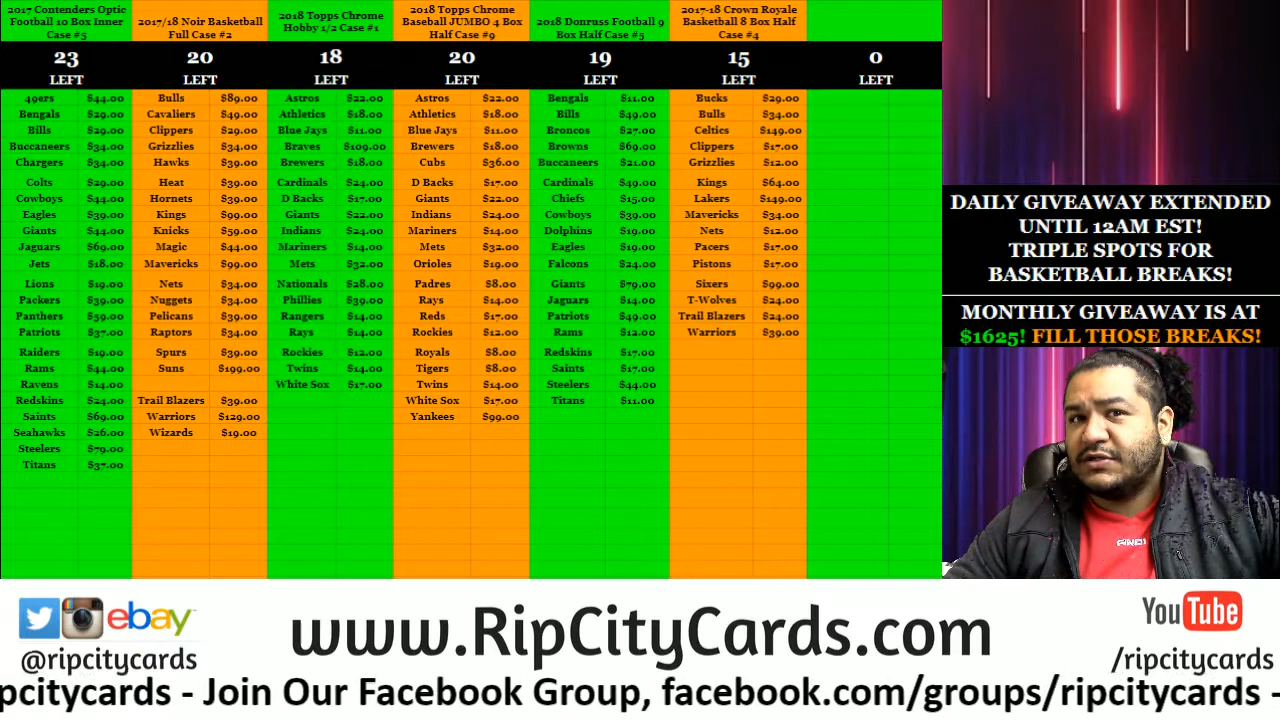 2017 Contenders Optic
Football 10 Box Inner
Case #5
2017/18 Noir Basketball
Full Case #2
2018 Topps Chrome
Hobby 1/2 Case #1
2018 Topps Chrome
Baseball JUMBO 4 Box
Half Case #9
2018 Donruss Football 9
Box Half Case #5
2017-18 Crown Royale
Basketball 8 Box Half
Case #4
23 20 18 20 19 15 0
LEFT LEFT LEFT LEFT LEFT LEFT LEFT
49ers $44.00 Bulls $89.00 Astros $22.00 Astros $22.00 Bengals $11.00 Bucks $29.00
Bengals $29.00 Cavaliers $49.00 Athletics $18.00 Athletics $18.00 Bills $49.00 Bulls $34.00
Bills $29.00 Clippers $29.00 Blue Jays $11.00 Blue Jays $11.00 Broncos $27.00 Celtics $149.00
Buccaneers $34.00 Grizzlies $34.00 Braves $109.00 Brewers $18.00 Browns $69.00 Clippers $17.00
Chargers $34.00 Hawks $39.00 Brewers $18.00 Cubs $36.00 Buccaneers $21.00 Grizzlies $12.00
Colts $29.00 Heat $39.00 Cardinals $24.00 D Backs $17.00 Cardinals $49.00 Kings $64.00
Cowboys $44.00 Hornets $39.00 D Backs $17.00 Giants $22.00 Chiefs $15.00 Lakers $149.00
Eagles $39.00 Kings $99.00 Giants $22.00 Indians $24.00 Cowboys $39.00 Mavericks $34.00
Giants $44.00 Knicks $59.00 Indians $24.00 Mariners $14.00 Dolphins $19.00 Nets $12.00
Jaguars $69.00 Magic $44.00 Mariners $14.00 Mets $32.00 Eagles $19.00 Pacers $17.00
Jets $18.00 Mavericks $99.00 Mets $32.00 Orioles $19.00 Falcons $24.00 Pistons $17.00
Lions $19.00 Nets $34.00 Nationals $28.00 Padres $8.00 Giants $79.00 Sixers $99.00
Packers $39.00 Nuggets $34.00 Phillies $39.00 Rays $14.00 Jaguars $14.00 T-Wolves $24.00
Panthers $59.00 Pelicans $39.00 Rangers $14.00 Reds $17.00 Patriots $49.00 Trail Blazers $24.00
Patriots $37.00 Raptors $34.00 Rays $14.00 Rockies $12.00 Rams $12.00 Warriors $39.00
Raiders $19.00 Spurs $39.00 Rockies $12.00 Royals $8.00 Redskins $17.00
Rams $44.00 Suns $199.00 Twins $14.00 Tigers $8.00 Saints $17.00
Ravens $14.00 White Sox $17.00 Twins $14.00 Steelers $44.00
Redskins $24.00 Trail Blazers $39.00 White Sox $17.00 Titans $11.00
Saints $69.00 Warriors $129.00 Yankees $99.00
Seahawks $26.00 Wizards $19.00
Steelers $79.00
Titans $37.00
DAILY GIVEAWAY EXTENDED
UNTIL 12AM EST!
TRIPLE SPOTS FOR
BASKETBALL BREAKS!
MONTHLY GIVEAWAY IS AT
$1625! FILL THOSE BREAKS!
AND1
ebay
@ripcitycards
www.RipCityCards.com
YouTube
/ripcitycards
pcitycards - Join Our Facebook Group, facebook.com/groups/ripcitycards -